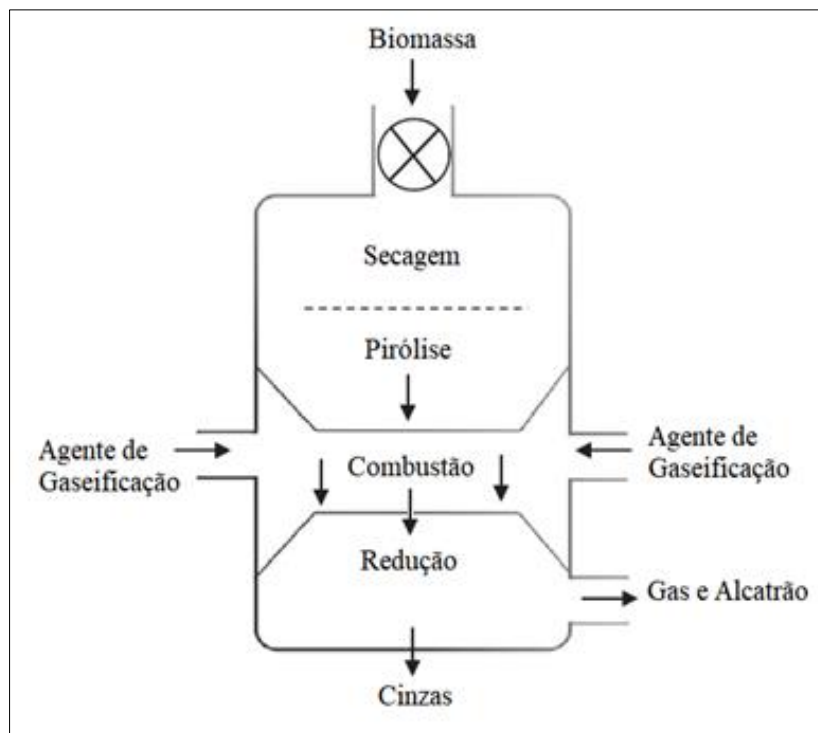 Biomassa
Secagem
Pirólise
Agente de
Gaseificação
Combustão
Agente de
Gaseificação
Redução
Gas e Alcatrão
Cinzas